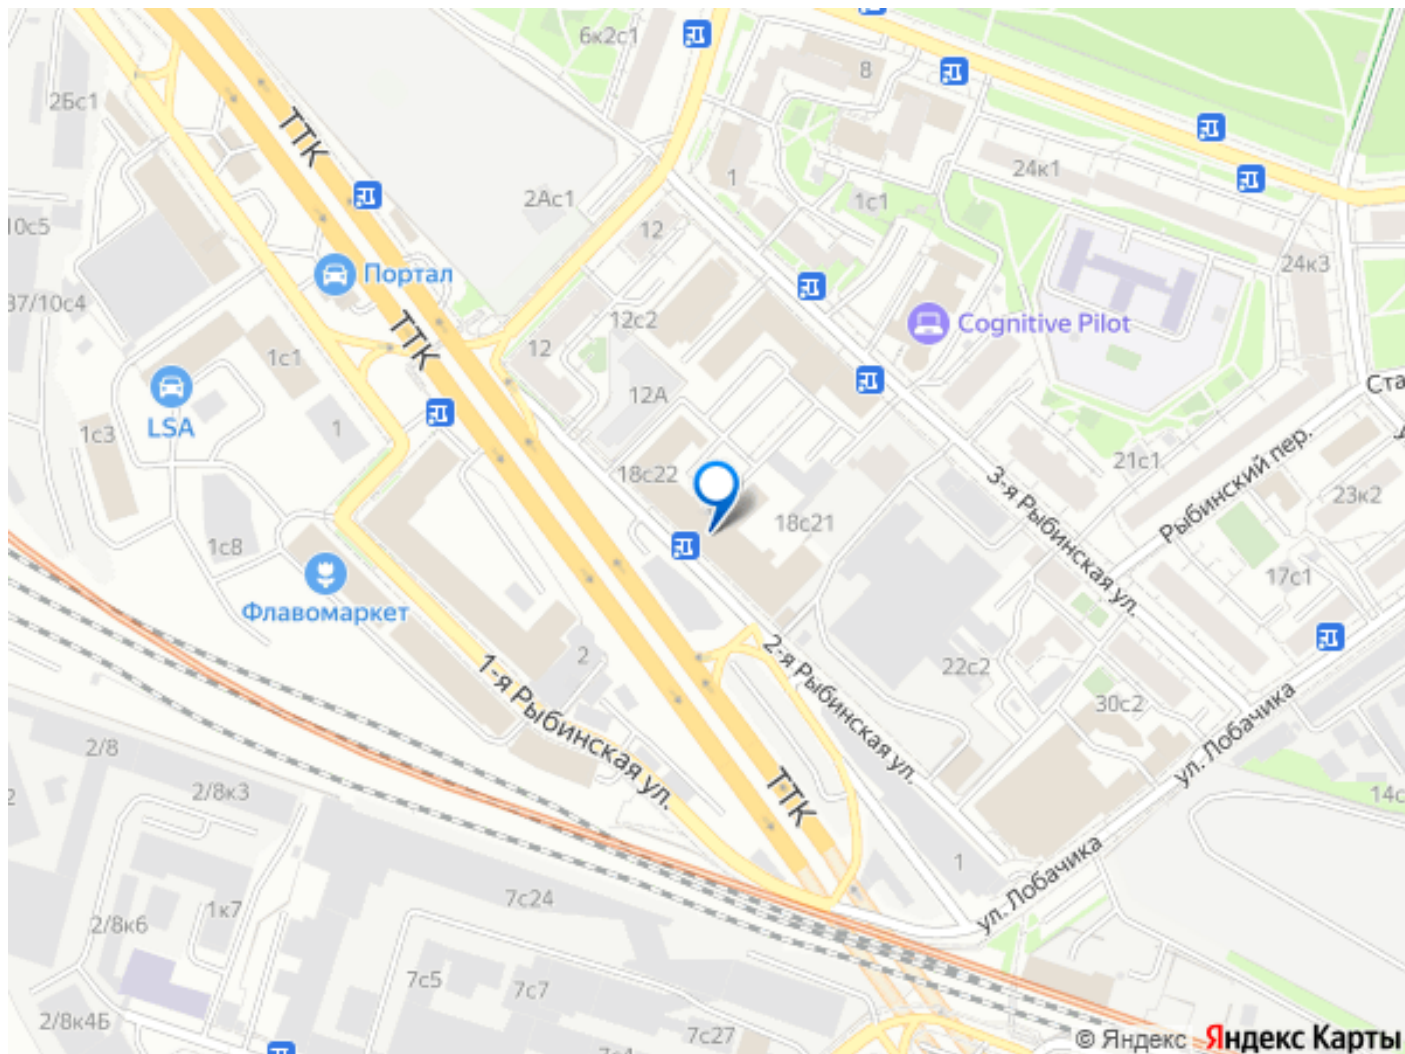 6к2с1
8
2Бс1
ТТК
24к1
1
2Ас1
1с1
10с5
12
24к3
Портал
37/10с4
12с2
Cognitive Pilot
ТТК
12
1с1
12А
Ста
LSA
1
1с3
21с1
Рыбинский пер.
18с22
3-я Рыбинская ул.
23к2
18с21
1с8
17с1
Флавомаркет
2
2-я Рыбинская ул.
22с2
1-я Рыбинская ул.
30с2
ул. Лобачика
2/8
ТТК
2/8к3
14с
ул. Лобачика
1
7с24
1к7
2/8к6
7с5
7с7
2/8к4Б
7с27
© Яндекс Яндекс Карты